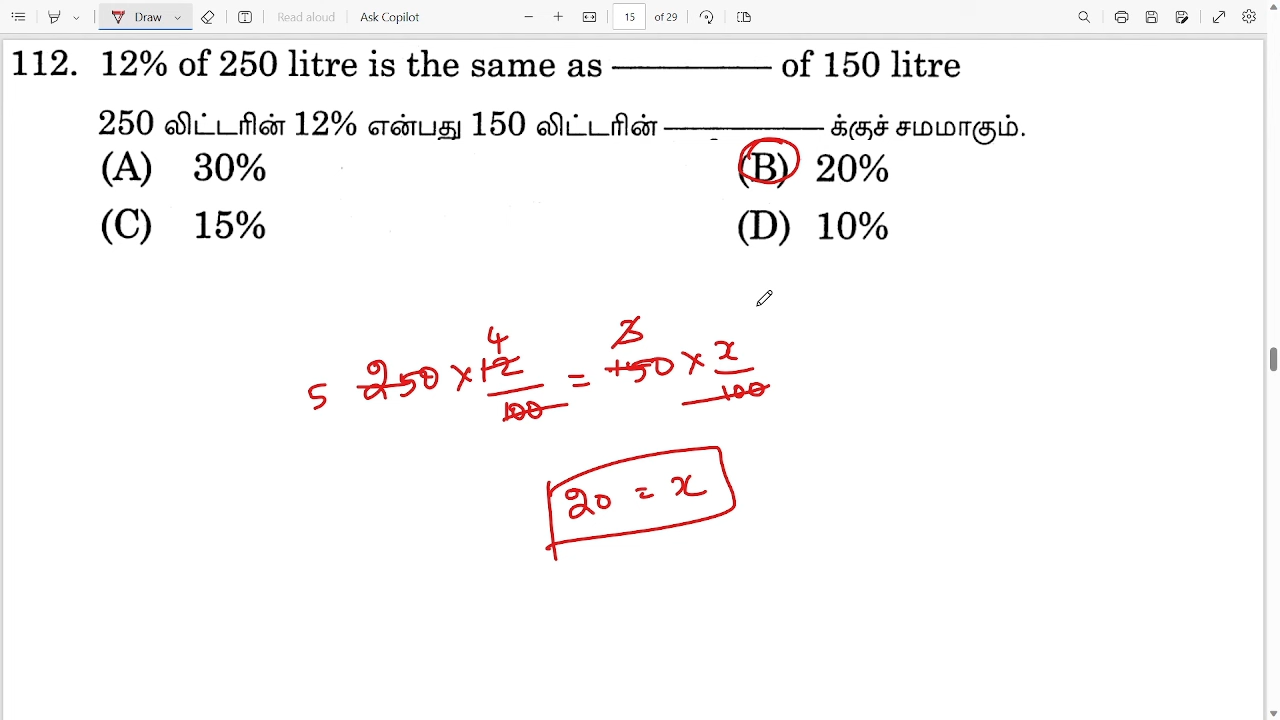 Draw Read aloud Ask Copilot 15 of 29
112. 12% of 250 litre is the same as ———— of 150 litre
250 லிட்டரின் 12% என்பது 150 லிட்டரின் ———— க்குச் சமமாகும்.
(A) 30% (B) 20%
(C) 15% (D) 10%
4 3
5 250 × 12/100 = 150 × x/100
20 = x